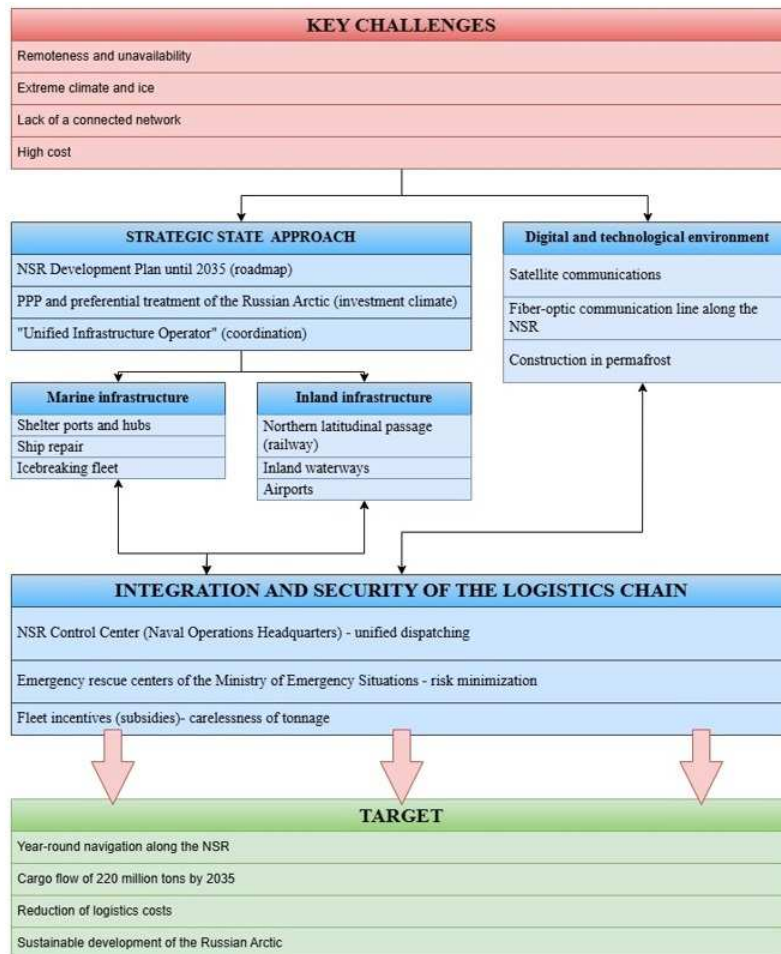 KEY CHALLENGES
Remoteness and unavailability
Extreme climate and ice
Lack of a connected network
High cost
STRATEGIC STATE APPROACH
NSR Development Plan until 2035 (roadmap)
PPP and preferential treatment of the Russian Arctic (investment climate)
"Unified Infrastructure Operator" (coordination)
Digital and technological environment
Satellite communications
Fiber-optic communication line along the
NSR
Construction in permafrost
Marine infrastructure
Shelter ports and hubs
Ship repair
Icebreaking fleet
Inland infrastructure
Northern latitudinal passage
(railway)
Inland waterways
Airports
INTEGRATION AND SECURITY OF THE LOGISTICS CHAIN
NSR Control Center (Naval Operations Headquarters) - unified dispatching
Emergency rescue centers of the Ministry of Emergency Situations - risk minimization
Fleet incentives (subsidies)- carelessness of tonnage
TARGET
Year-round navigation along the NSR
Cargo flow of 220 million tons by 2035
Reduction of logistics costs
Sustainable development of the Russian Arctic